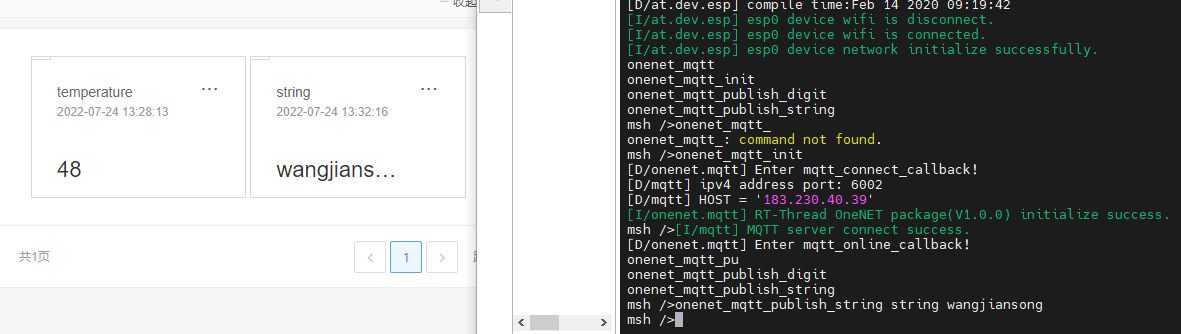 收起
temperature
...
2022-07-24 13:28:13
48
string
...
2022-07-24 13:32:16
wangjians…
共1页
1
[D/at.dev.esp] compile time:Feb 14 2020 09:19:42
[I/at.dev.esp] esp0 device wifi is disconnect.
[I/at.dev.esp] esp0 device wifi is connected.
[I/at.dev.esp] esp0 device network initialize successfully.
onenet_mqtt
onenet_mqtt_init
onenet_mqtt_publish_digit
onenet_mqtt_publish_string
msh />onenet_mqtt_
onenet_mqtt_: command not found.
msh />onenet_mqtt_init
[D/onenet.mqtt] Enter mqtt_connect_callback!
[D/mqtt] ipv4 address port: 6002
[D/mqtt] HOST = '183.230.40.39'
[I/onenet.mqtt] RT-Thread OneNET package(V1.0.0) initialize success.
msh />[I/mqtt] MQTT server connect success.
[D/onenet.mqtt] Enter mqtt_online_callback!
onenet_mqtt_pu
onenet_mqtt_publish_digit
onenet_mqtt_publish_string
msh />onenet_mqtt_publish_string string wangjiansong
msh />